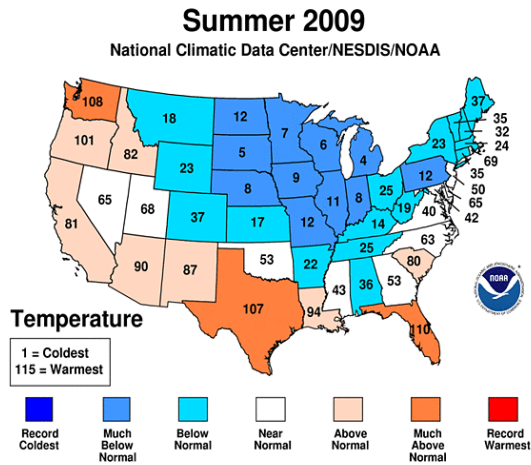 Summer 2009
National Climatic Data Center/NESDIS/NOAA
108
18
12
7
6
4
37
35
32
24
69
35
50
65
42
101
82
23
5
8
9
11
8
25
12
23
65
68
37
17
12
14
19
40
81
90
87
53
22
25
63
80
107
94
43
36
53
110
NOAA
Temperature
1 = Coldest
115 = Warmest
Record
Coldest
Much
Below
Normal
Below
Normal
Near
Normal
Above
Normal
Much
Above
Normal
Record
Warmest